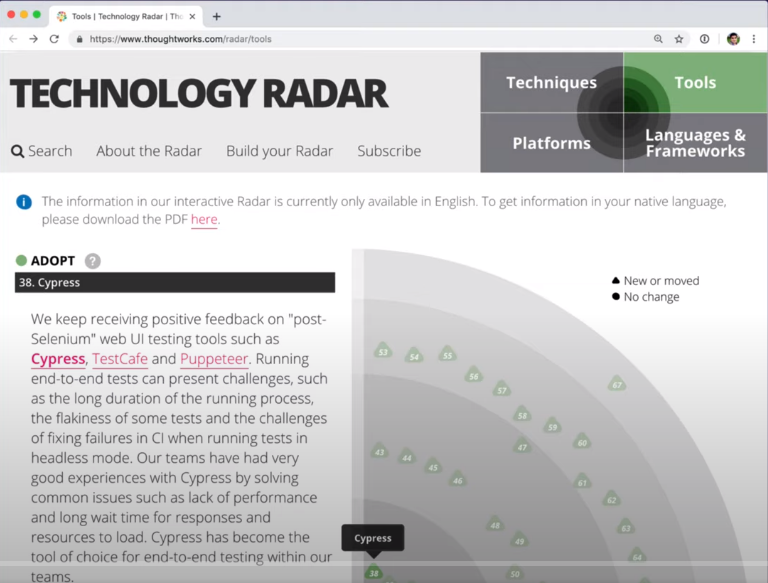 Tools | Technology Radar | Tho
https://www.thoughtworks.com/radar/tools
TECHNOLOGY RADAR
Techniques
Tools
Platforms
Languages &
Frameworks
Search
About the Radar
Build your Radar
Subscribe
The information in our interactive Radar is currently only available in English. To get information in your native language,
please download the PDF here.
ADOPT ?
38. Cypress
We keep receiving positive feedback on "post-
Selenium" web UI testing tools such as
Cypress, TestCafe and Puppeteer. Running
end-to-end tests can present challenges, such
as the long duration of the running process,
the flakiness of some tests and the challenges
of fixing failures in CI when running tests in
headless mode. Our teams have had very
good experiences with Cypress by solving
common issues such as lack of performance
and long wait time for responses and
resources to load. Cypress has become the
tool of choice for end-to-end testing within our
teams.
New or moved
No change
53
54
55
56
57
67
58
59
60
47
43
44
45
46
61
62
48
63
49
64
Cypress
38
50